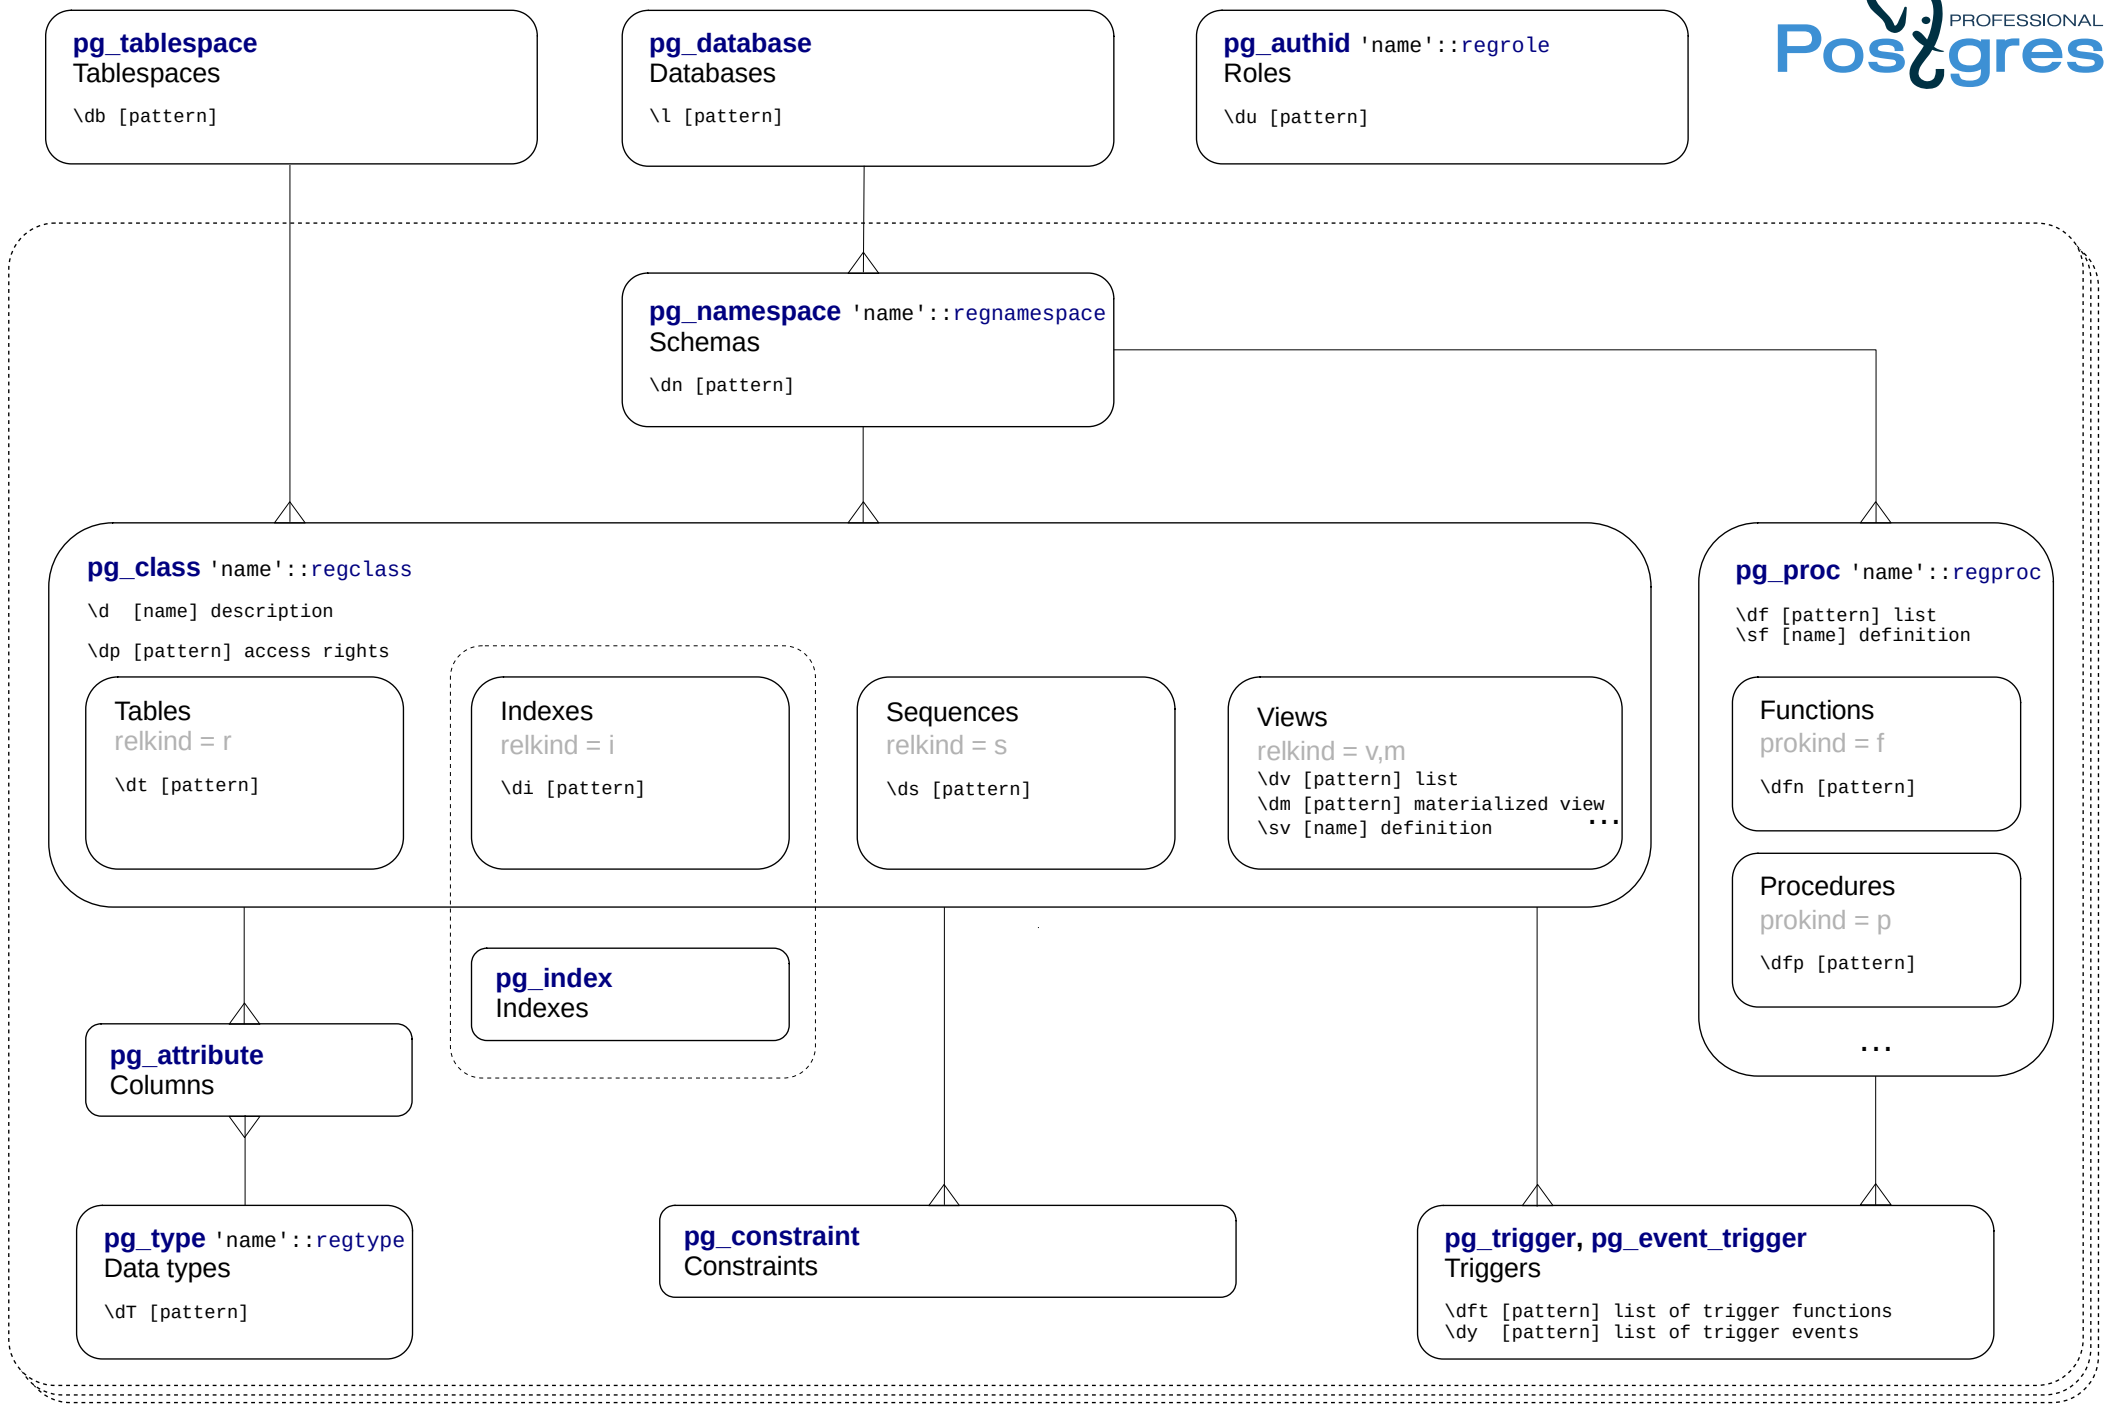 pg_tablespace
Tablespaces
\db [pattern]
pg_database
Databases
\l [pattern]
pg_authid 'name'::regrole
Roles
\du [pattern]
PROFESSIONAL
Postgres
pg_namespace 'name'::regnamespace
Schemas
\dn [pattern]
pg_class 'name'::regclass
\d  [name] description
\dp [pattern] access rights
Tables
relkind = r
\dt [pattern]
Indexes
relkind = i
\di [pattern]
Sequences
relkind = s
\ds [pattern]
Views
relkind = v,m
\dv [pattern] list
\dm [pattern] materialized view
\sv [name] definition
...
pg_proc 'name'::regproc
\df [pattern] list
\sf [name] definition
Functions
prokind = f
\dfn [pattern]
Procedures
prokind = p
\dfp [pattern]
...
pg_index
Indexes
pg_attribute
Columns
pg_type 'name'::regtype
Data types
\dT [pattern]
pg_constraint
Constraints
pg_trigger, pg_event_trigger
Triggers
\dft [pattern] list of trigger functions
\dy  [pattern] list of trigger events